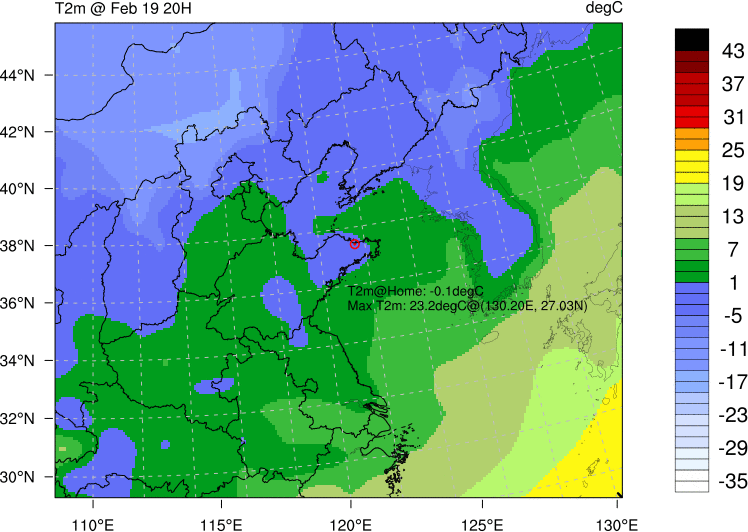 T2m @ Feb 19 20H
degC
44°N
42°N
40°N
38°N
36°N
34°N
32°N
30°N
T2m@Home: -0.1degC
Max T2m: 23.2degC@(130.20E, 27.03N)
110°E
115°E
120°E
125°E
130°E
43
37
31
25
19
13
7
1
-5
-11
-17
-23
-29
-35